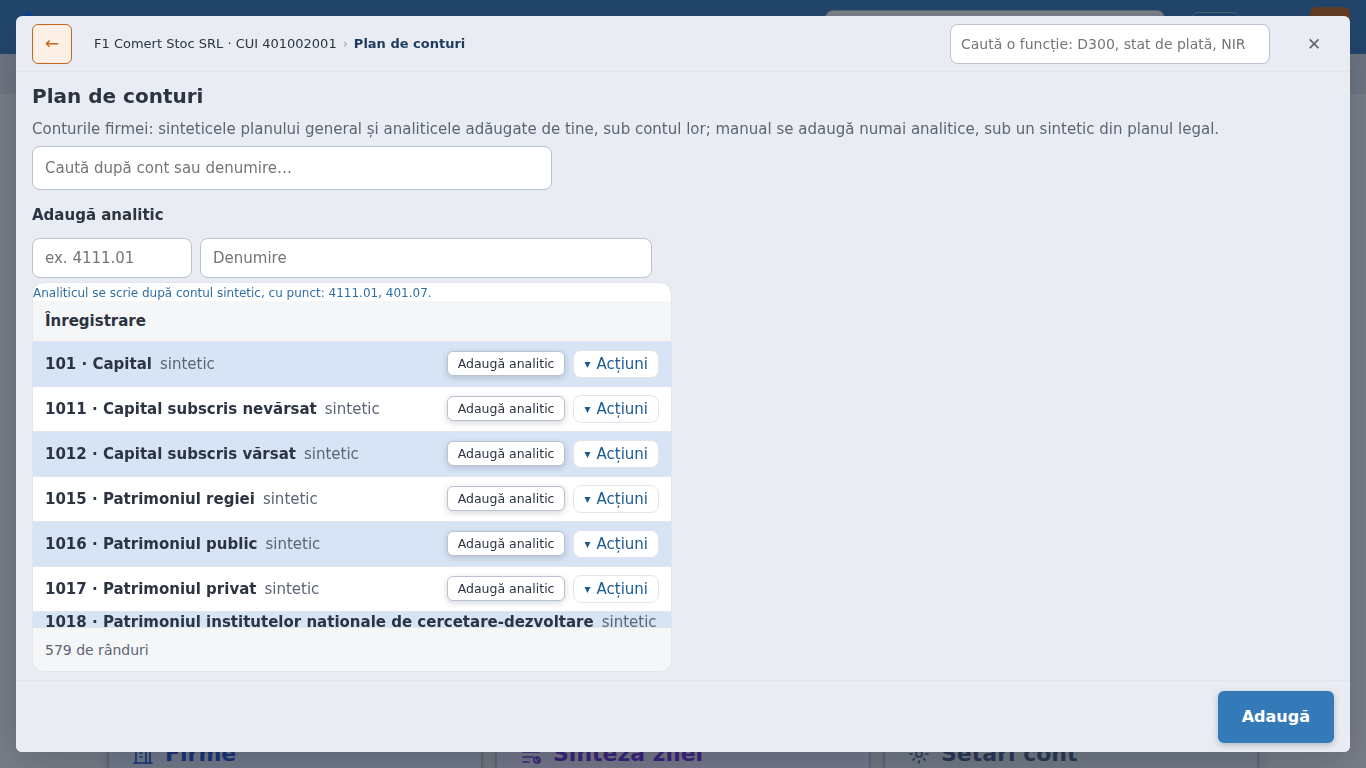 ← F1 Comert Stoc SRL · CUI 401002001 › Plan de conturi Caută o funcție: D300, stat de plată, NIR ✕
Plan de conturi
Conturile firmei: sinteticele planului general și analiticele adăugate de tine, sub contul lor; manual se adaugă numai analitice, sub un sintetic din planul legal.
Caută după cont sau denumire…
Adaugă analitic
ex. 4111.01 Denumire
Analiticul se scrie după contul sintetic, cu punct: 4111.01, 401.07.
Înregistrare
101 · Capital sintetic Adaugă analitic ▾ Acțiuni
1011 · Capital subscris nevărsat sintetic Adaugă analitic ▾ Acțiuni
1012 · Capital subscris vărsat sintetic Adaugă analitic ▾ Acțiuni
1015 · Patrimoniul regiei sintetic Adaugă analitic ▾ Acțiuni
1016 · Patrimoniul public sintetic Adaugă analitic ▾ Acțiuni
1017 · Patrimoniul privat sintetic Adaugă analitic ▾ Acțiuni
1018 · Patrimoniul institutelor nationale de cercetare-dezvoltare sintetic
579 de rânduri
Adaugă
Firme Sinteza zilei Setări cont